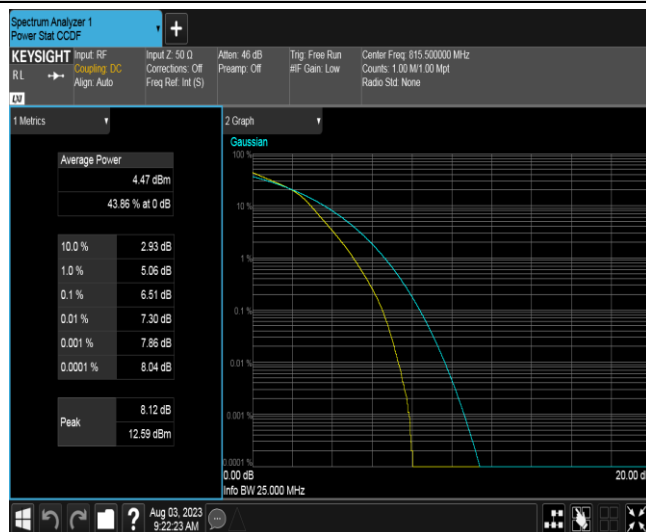 Spectrum Analyzer 1
Power Stat CCDF
+
KEYSIGHT
RL
LXI
Input: RF
Coupling: DC
Align: Auto
Input Z: 50 Ω
Corrections: Off
Freq Ref: Int (S)
Atten: 46 dB
Preamp: Off
Trig: Free Run
#IF Gain: Low
Center Freq: 815.500000 MHz
Counts: 1.00 M/1.00 Mpt
Radio Std: None
1 Metrics
Average Power
4.47 dBm
43.86 % at 0 dB
10.0 % 2.93 dB
1.0 % 5.06 dB
0.1 % 6.51 dB
0.01 % 7.30 dB
0.001 % 7.86 dB
0.0001 % 8.04 dB
Peak 8.12 dB
12.59 dBm
2 Graph
Gaussian
100 %
10 %
1 %
0.1 %
0.01 %
0.001 %
0.0001 %
0.00 dB
20.00 d
Info BW 25.000 MHz
?
Aug 03, 2023
9:22:23 AM